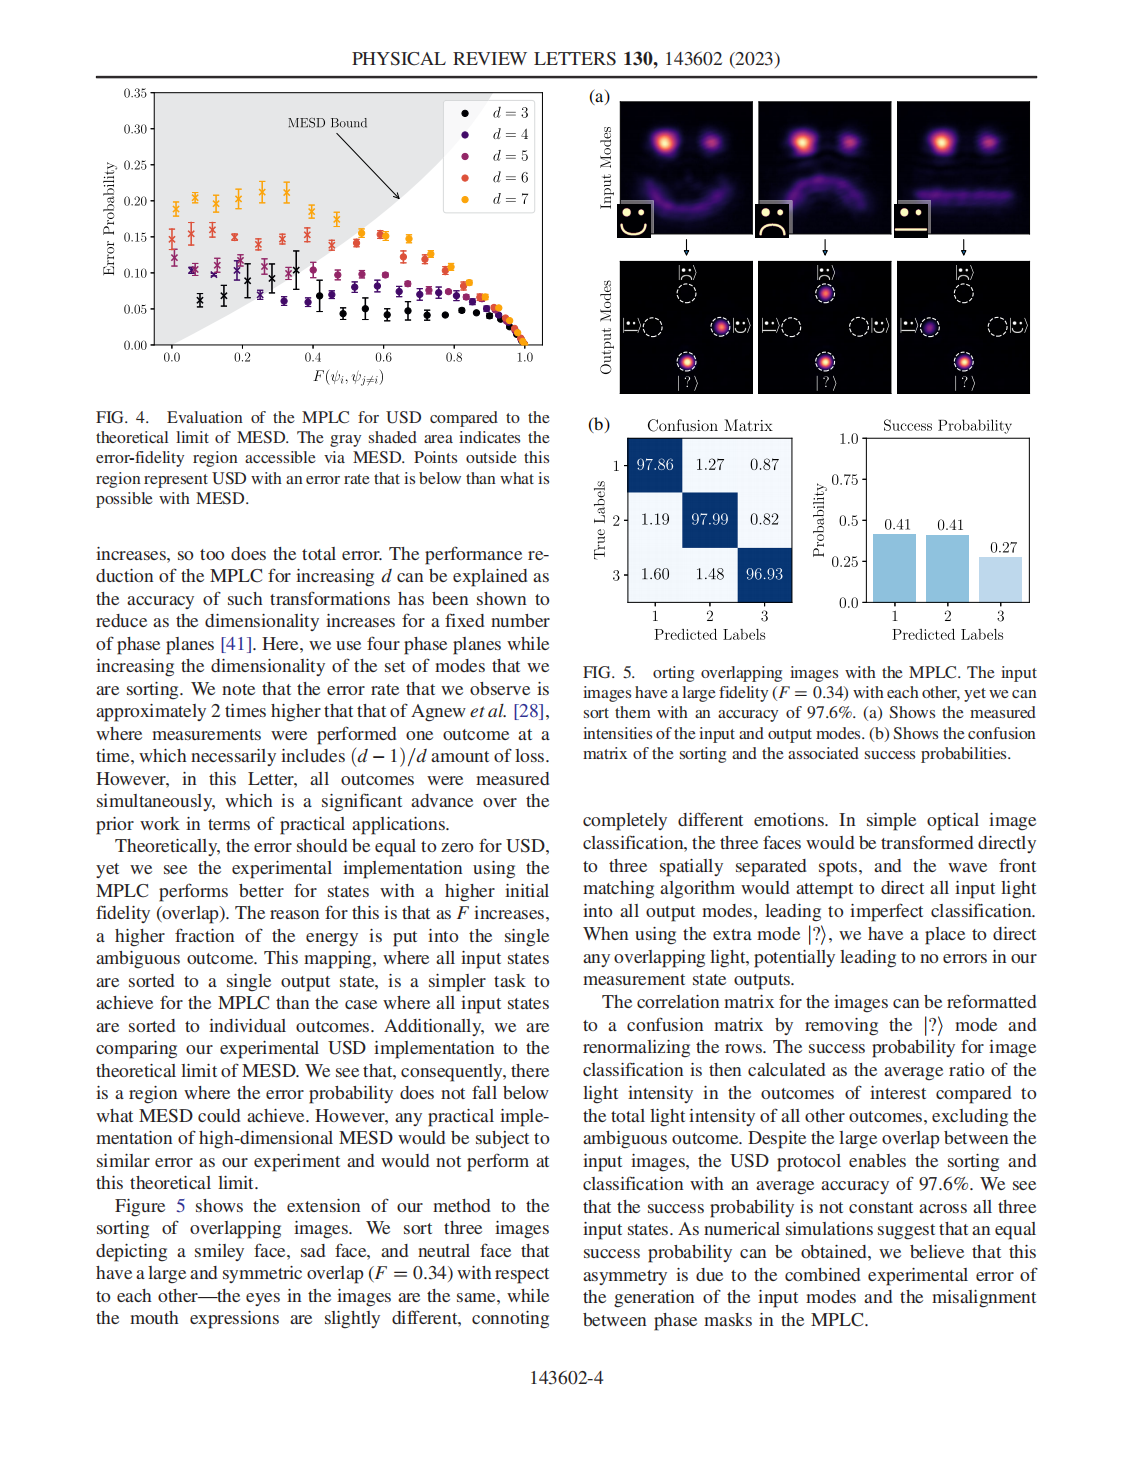 PHYSICAL REVIEW LETTERS 130, 143602 (2023)
0.35
0.30
0.25
0.20
0.15
0.10
0.05
0.00
Error Probability
MESD Bound
d = 3
d = 4
d = 5
d = 6
d = 7
0.0 0.2 0.4 0.6 0.8 1.0
F(ψi, ψj≠i)
FIG. 4. Evaluation of the MPLC for USD compared to the
theoretical limit of MESD. The gray shaded area indicates the
error-fidelity region accessible via MESD. Points outside this
region represent USD with an error rate that is below than what is
possible with MESD.
increases, so too does the total error. The performance re-
duction of the MPLC for increasing d can be explained as
the accuracy of such transformations has been shown to
reduce as the dimensionality increases for a fixed number
of phase planes [41]. Here, we use four phase planes while
increasing the dimensionality of the set of modes that we
are sorting. We note that the error rate that we observe is
approximately 2 times higher that that of Agnew et al. [28],
where measurements were performed one outcome at a
time, which necessarily includes (d − 1)/d amount of loss.
However, in this Letter, all outcomes were measured
simultaneously, which is a significant advance over the
prior work in terms of practical applications.
Theoretically, the error should be equal to zero for USD,
yet we see the experimental implementation using the
MPLC performs better for states with a higher initial
fidelity (overlap). The reason for this is that as F increases,
a higher fraction of the energy is put into the single
ambiguous outcome. This mapping, where all input states
are sorted to a single output state, is a simpler task to
achieve for the MPLC than the case where all input states
are sorted to individual outcomes. Additionally, we are
comparing our experimental USD implementation to the
theoretical limit of MESD. We see that, consequently, there
is a region where the error probability does not fall below
what MESD could achieve. However, any practical imple-
mentation of high-dimensional MESD would be subject to
similar error as our experiment and would not perform at
this theoretical limit.
Figure 5 shows the extension of our method to the
sorting of overlapping images. We sort three images
depicting a smiley face, sad face, and neutral face that
have a large and symmetric overlap (F = 0.34) with respect
to each other—the eyes in the images are the same, while
the mouth expressions are slightly different, connoting
(a)
Input Modes
Output Modes
|?⟩ |?⟩ |?⟩
(b)
Confusion Matrix
True Labels
1 97.86 1.27 0.87
2 1.19 97.99 0.82
3 1.60 1.48 96.93
1 2 3
Predicted Labels
Success Probability
Probability
1.0
0.75
0.5
0.25
0.0
0.41 0.41 0.27
1 2 3
Predicted Labels
FIG. 5. orting overlapping images with the MPLC. The input
images have a large fidelity (F = 0.34) with each other, yet we can
sort them with an accuracy of 97.6%. (a) Shows the measured
intensities of the input and output modes. (b) Shows the confusion
matrix of the sorting and the associated success probabilities.
completely different emotions. In simple optical image
classification, the three faces would be transformed directly
to three spatially separated spots, and the wave front
matching algorithm would attempt to direct all input light
into all output modes, leading to imperfect classification.
When using the extra mode |?⟩, we have a place to direct
any overlapping light, potentially leading to no errors in our
measurement state outputs.
The correlation matrix for the images can be reformatted
to a confusion matrix by removing the |?⟩ mode and
renormalizing the rows. The success probability for image
classification is then calculated as the average ratio of the
light intensity in the outcomes of interest compared to
the total light intensity of all other outcomes, excluding the
ambiguous outcome. Despite the large overlap between the
input images, the USD protocol enables the sorting and
classification with an average accuracy of 97.6%. We see
that the success probability is not constant across all three
input states. As numerical simulations suggest that an equal
success probability can be obtained, we believe that this
asymmetry is due to the combined experimental error of
the generation of the input modes and the misalignment
between phase masks in the MPLC.
143602-4